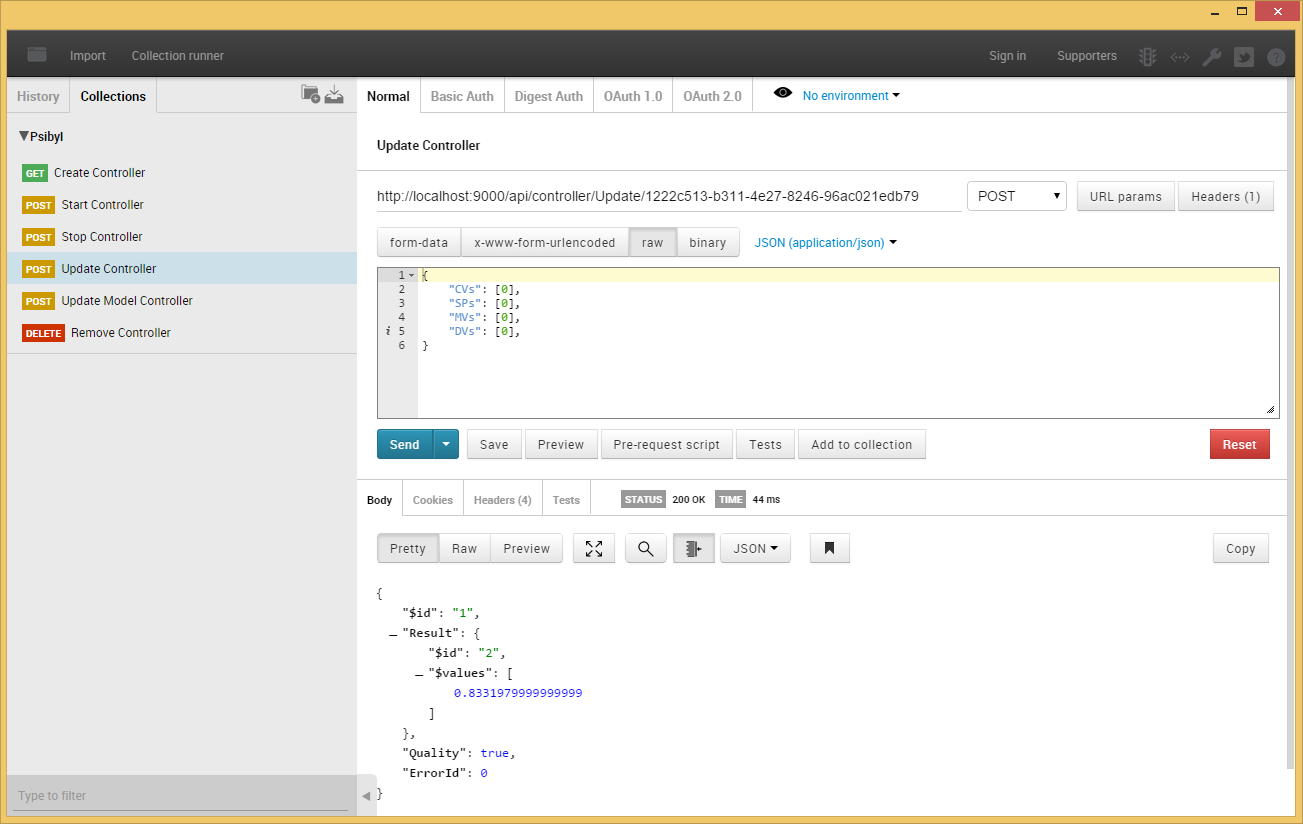 Import Collection runner Sign in Supporters
History Collections
Normal Basic Auth Digest Auth OAuth 1.0 OAuth 2.0 No environment
Psibyl
GET Create Controller
POST Start Controller
POST Stop Controller
POST Update Controller
POST Update Model Controller
DELETE Remove Controller
Type to filter
Update Controller
http://localhost:9000/api/controller/Update/1222c513-b311-4e27-8246-96ac021edb79 POST URL params Headers (1)
form-data x-www-form-urlencoded raw binary JSON (application/json)
1 {
2 "CVs": [0],
3 "SPs": [0],
4 "MVs": [0],
i 5 "DVs": [0],
6 }
Send Save Preview Pre-request script Tests Add to collection Reset
Body Cookies Headers (4) Tests STATUS 200 OK TIME 44 ms
Pretty Raw Preview JSON Copy
{
"$id": "1",
"Result": {
"$id": "2",
"$values": [
0.8331979999999999
]
},
"Quality": true,
"ErrorId": 0
}